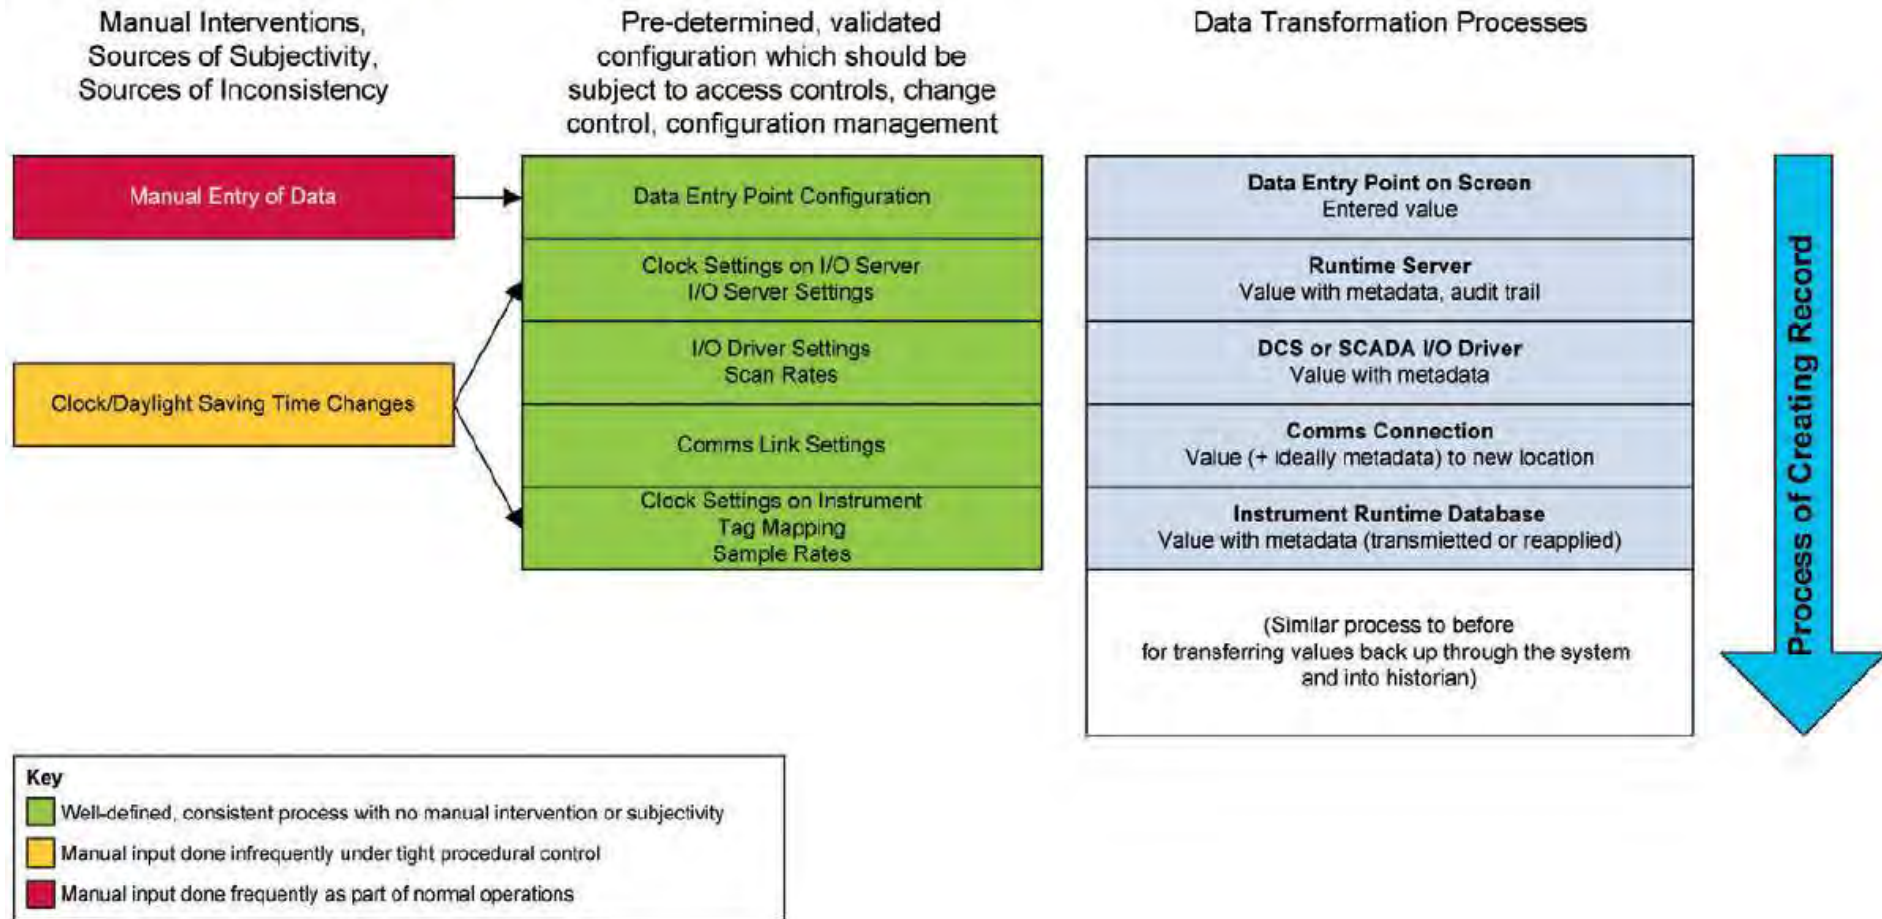 Manual Interventions,
Sources of Subjectivity,
Sources of Inconsistency
Pre-determined, validated
configuration which should be
subject to access controls, change
control, configuration management
Data Transformation Processes
Manual Entry of Data
Data Entry Point Configuration
Data Entry Point on Screen
Entered value
Clock Settings on I/O Server
I/O Server Settings
Runtime Server
Value with metadata, audit trail
Clock/Daylight Saving Time Changes
I/O Driver Settings
Scan Rates
DCS or SCADA I/O Driver
Value with metadata
Comms Link Settings
Comms Connection
Value (+ ideally metadata) to new location
Clock Settings on Instrument
Tag Mapping
Sample Rates
Instrument Runtime Database
Value with metadata (transmietted or reapplied)
(Similar process to before
for transferring values back up through the system
and into historian)
Process of Creating Record
Key
Well-defined, consistent process with no manual intervention or subjectivity
Manual input done infrequently under tight procedural control
Manual input done frequently as part of normal operations